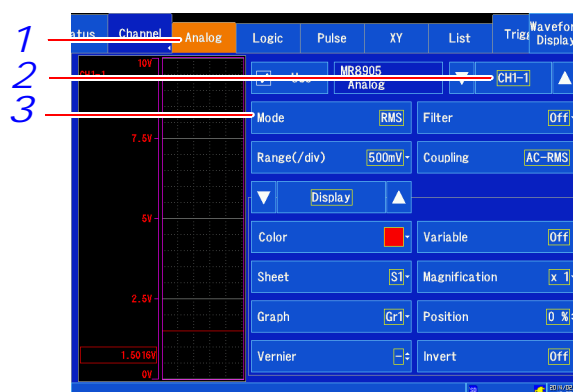 1
2
3
atus Channel Analog Logic Pulse XY List Trig Wavefor
Display
CH1-1
10V
7.5V
5V
2.5V
1.5016V
0V
Use MR8905
Analog
CH1-1
Mode RMS Filter Off
Range(/div) 500mV Coupling AC-RMS
Display
Color Variable Off
Sheet S1 Magnification x 1
Graph Gr1 Position 0 %
Vernier - Invert Off